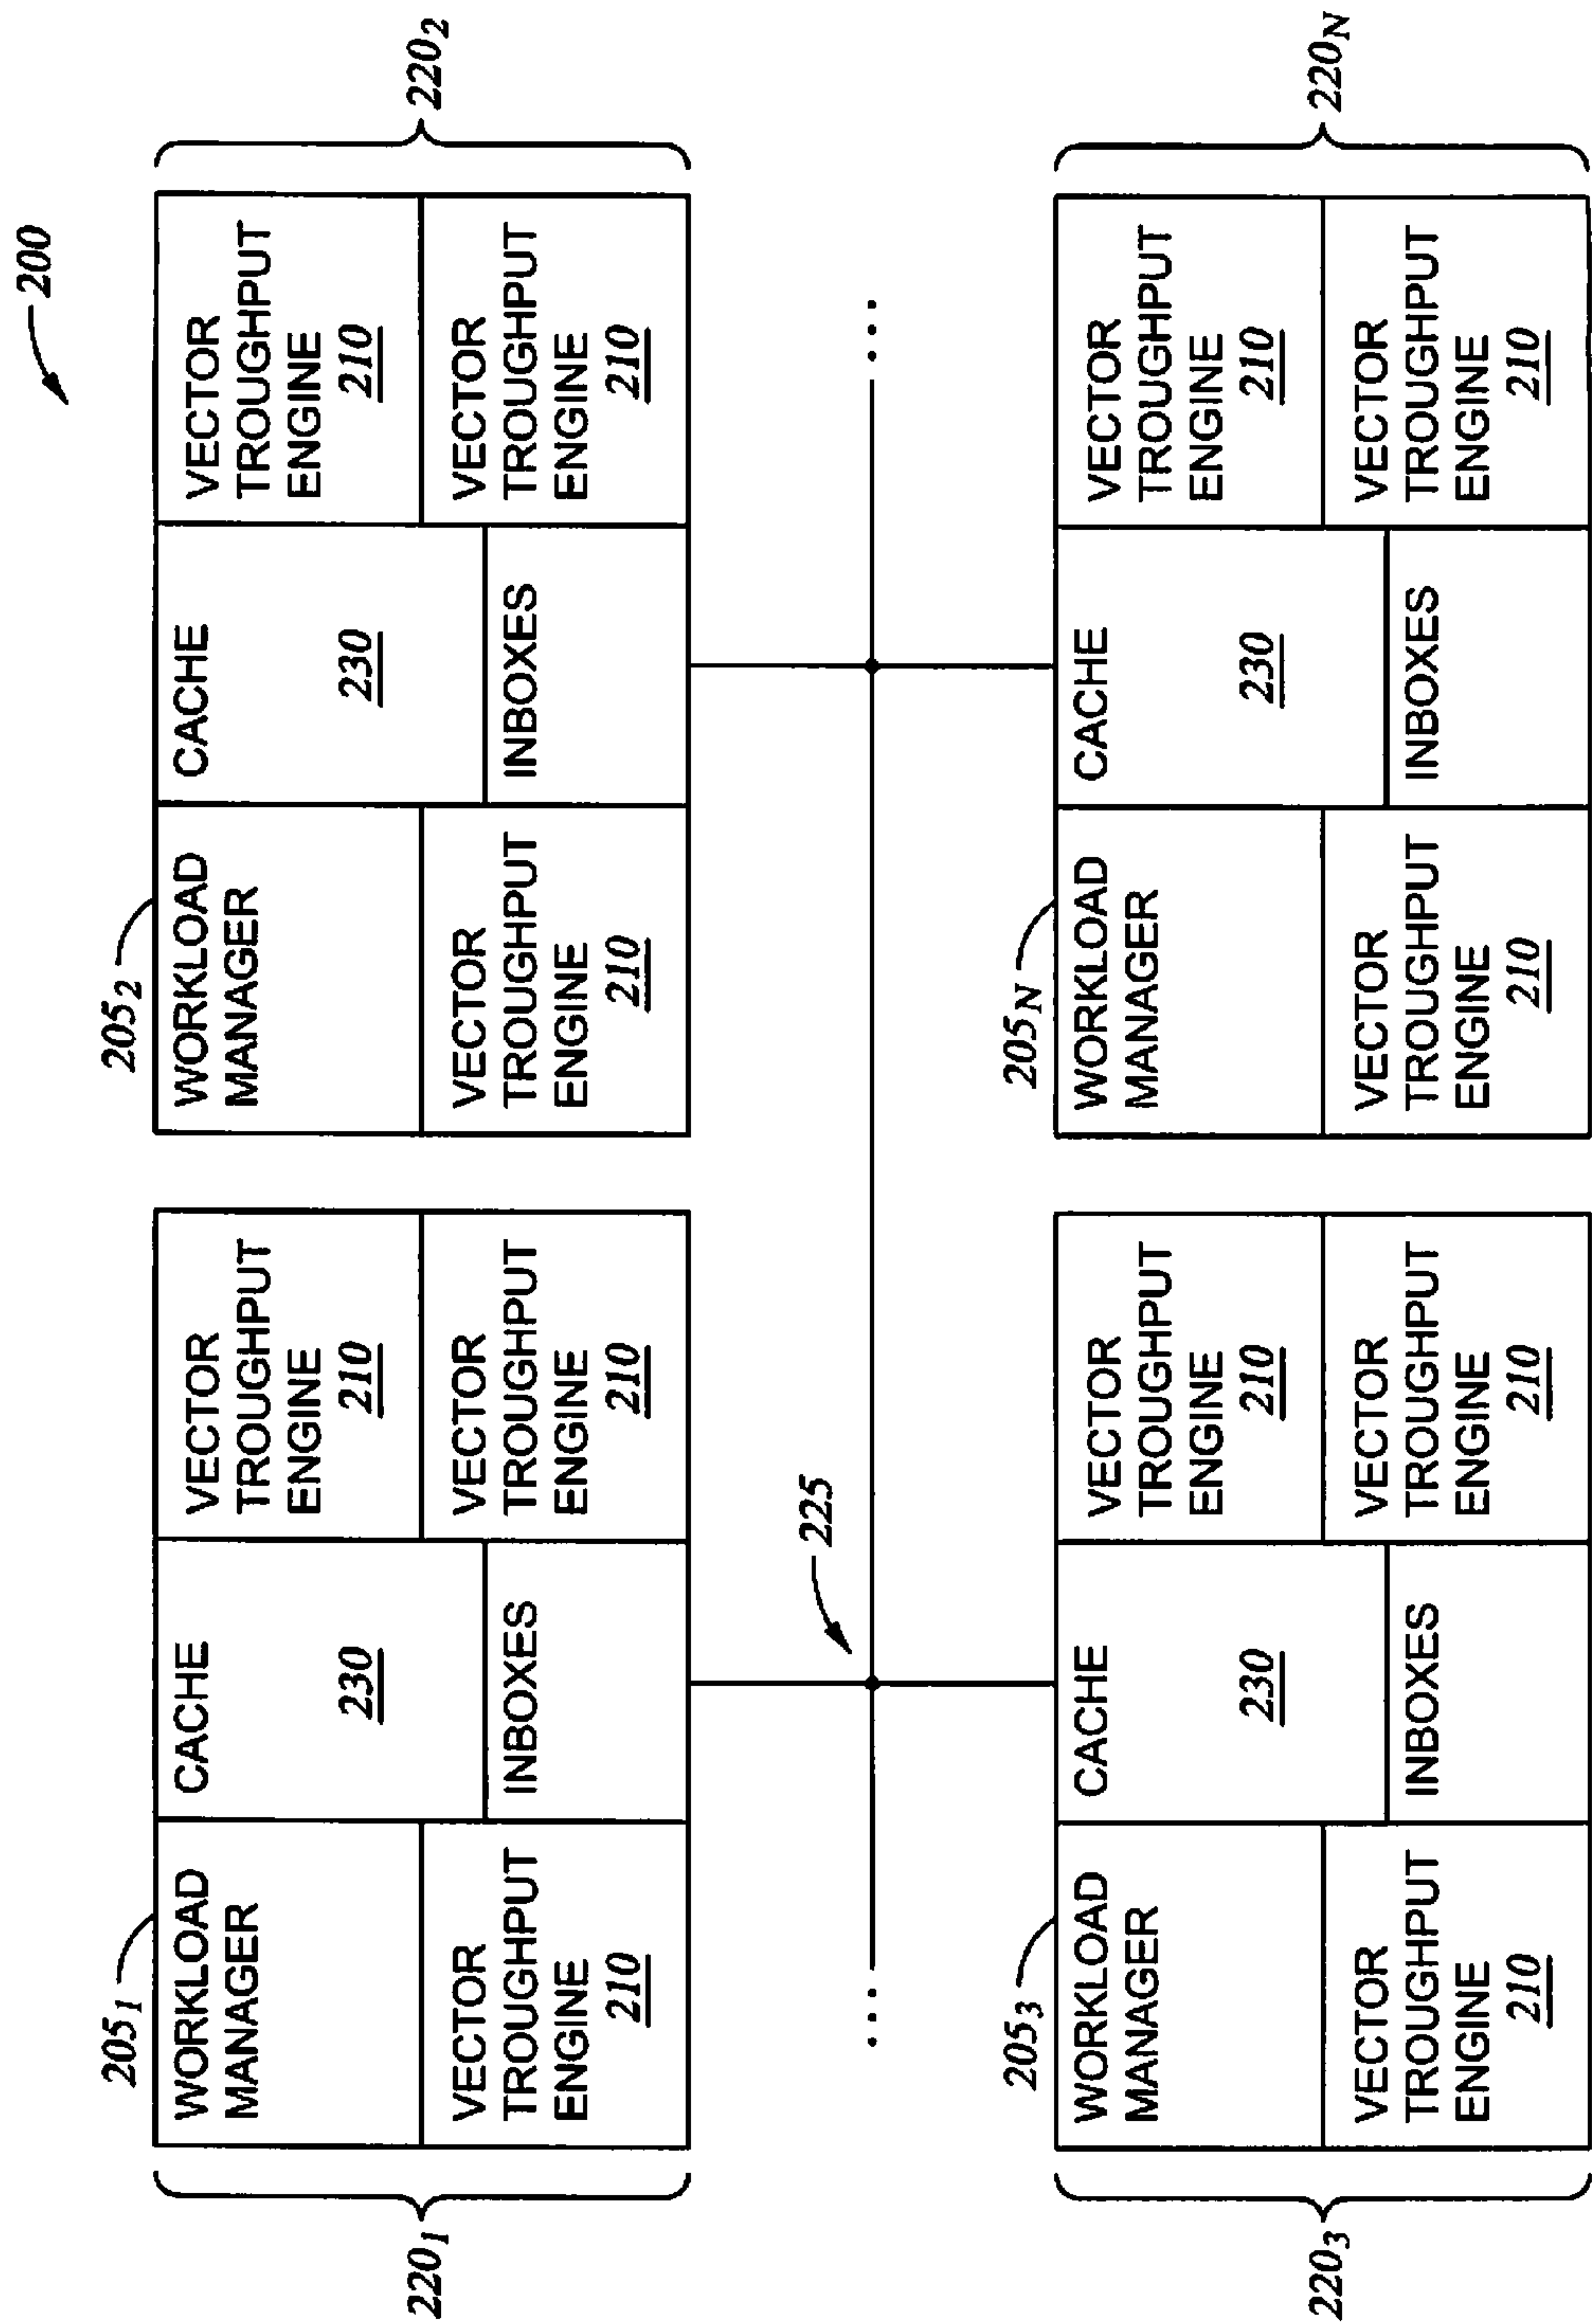 200
205₁
WORKLOAD
MANAGER
CACHE
230
VECTOR
TROUGHPUT
ENGINE
210
VECTOR
TROUGHPUT
ENGINE
210
INBOXES
VECTOR
TROUGHPUT
ENGINE
210
220₁
205₂
WORKLOAD
MANAGER
CACHE
230
VECTOR
TROUGHPUT
ENGINE
210
VECTOR
TROUGHPUT
ENGINE
210
INBOXES
VECTOR
TROUGHPUT
ENGINE
210
220₂
225
...
...
205₃
WORKLOAD
MANAGER
CACHE
230
VECTOR
TROUGHPUT
ENGINE
210
VECTOR
TROUGHPUT
ENGINE
210
INBOXES
VECTOR
TROUGHPUT
ENGINE
210
220₃
205N
WORKLOAD
MANAGER
CACHE
230
VECTOR
TROUGHPUT
ENGINE
210
VECTOR
TROUGHPUT
ENGINE
210
INBOXES
VECTOR
TROUGHPUT
ENGINE
210
220N